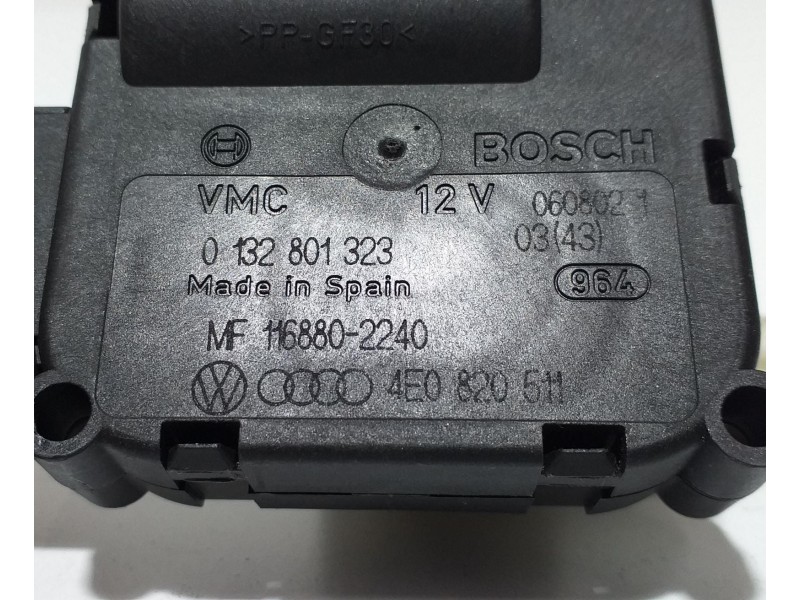 >PP-GF30<
BOSCH
VMC 12 V 060802 1
0 132 801 323 03(43)
Made in Spain 964
MF 116880-2240
4E0 820 511